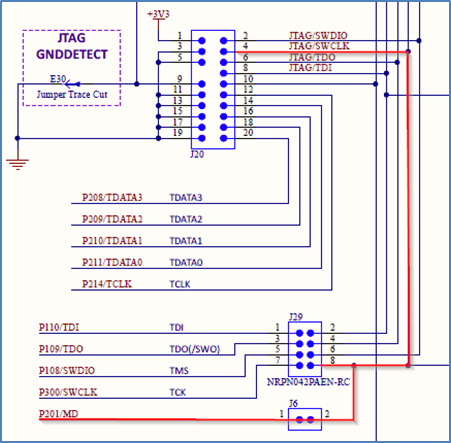 +3V3
JTAG
GNDDETECT
E30
Jumper Trace Cut
1 2 JTAG/SWDIO
3 4 JTAG/SWCLK
5 6 JTAG/TDO
8 JTAG/TDI
9 10
11 12
13 14
15 16
17 18
19 20
J20
P208/TDATA3 TDATA3
P209/TDATA2 TDATA2
P210/TDATA1 TDATA1
P211/TDATA0 TDATA0
P214/TCLK TCLK
J29
P110/TDI TDI 1 2
P109/TDO TDO(/SWO) 3 4
P108/SWDIO TMS 5 6
P300/SWCLK TCK 7 8
NRPN042PAEN-RC
J6
P201/MD 1 2